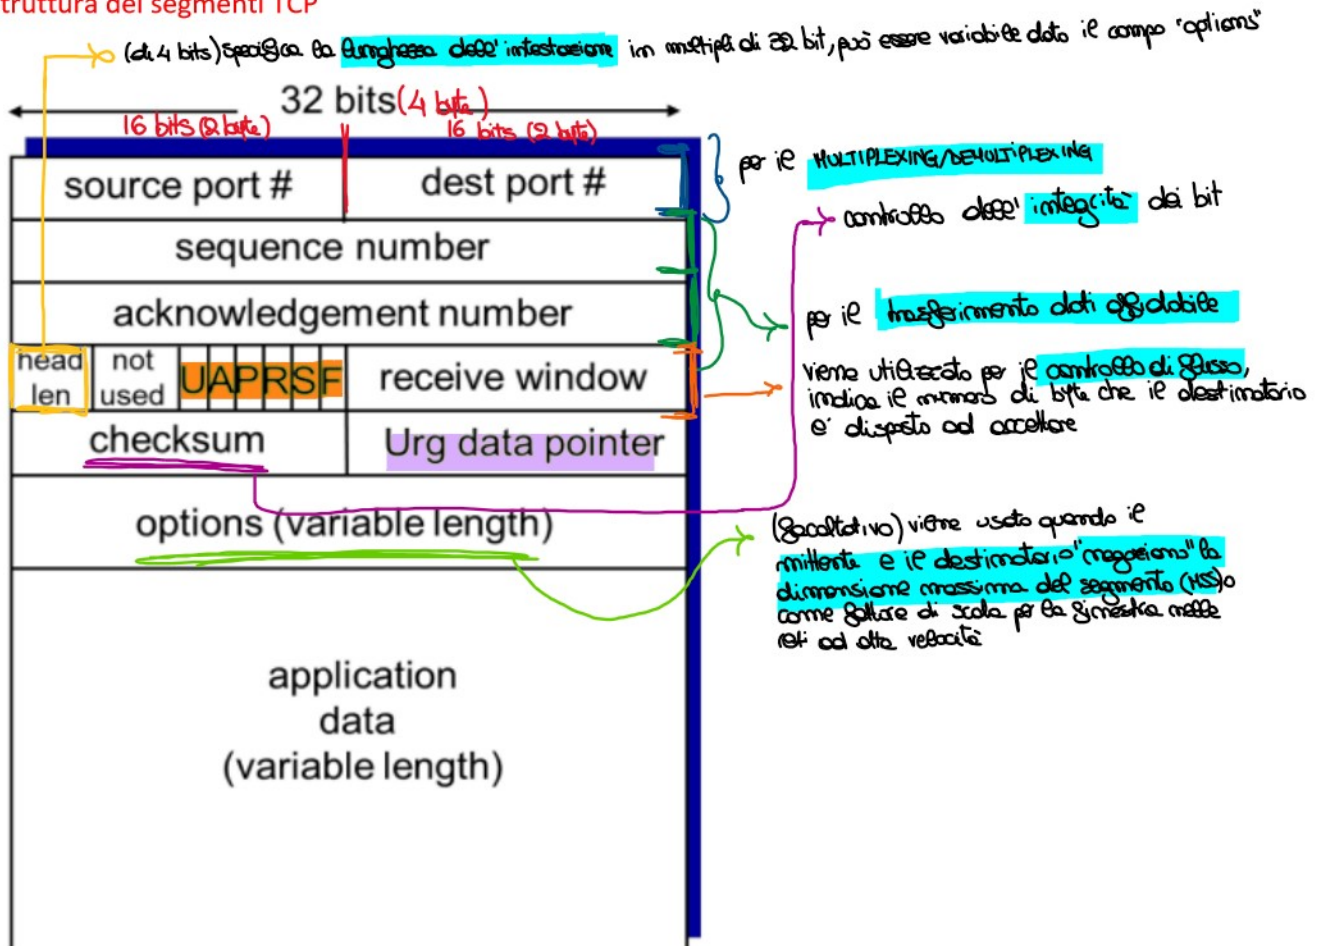 truttura dei segmenti TCP
(di 4 bits) specifica la lunghezza dell'intestazione in multipli di 32 bit, può essere variabile dato il campo "options"
32 bits (4 byte)
16 bits (2 byte) 16 bits (2 byte)
source port # dest port #
per il MULTIPLEXING/DEMULTIPLEXING
controllo dell'integrità dei bit
sequence number
acknowledgement number
per il trasferimento dati affidabile
head
len
not
used
UAPRSF
receive window
viene utilizzato per il controllo di flusso,
indica il numero di byte che il destinatario
e' disposto ad accettare
checksum Urg data pointer
options (variable length)
(facoltativo) viene usato quando il
mittente e il destinatario "negoziano" la
dimensione massima del segmento (MSS) o
come fattore di scala per la finestra nelle
reti ad alta velocità
application
data
(variable length)